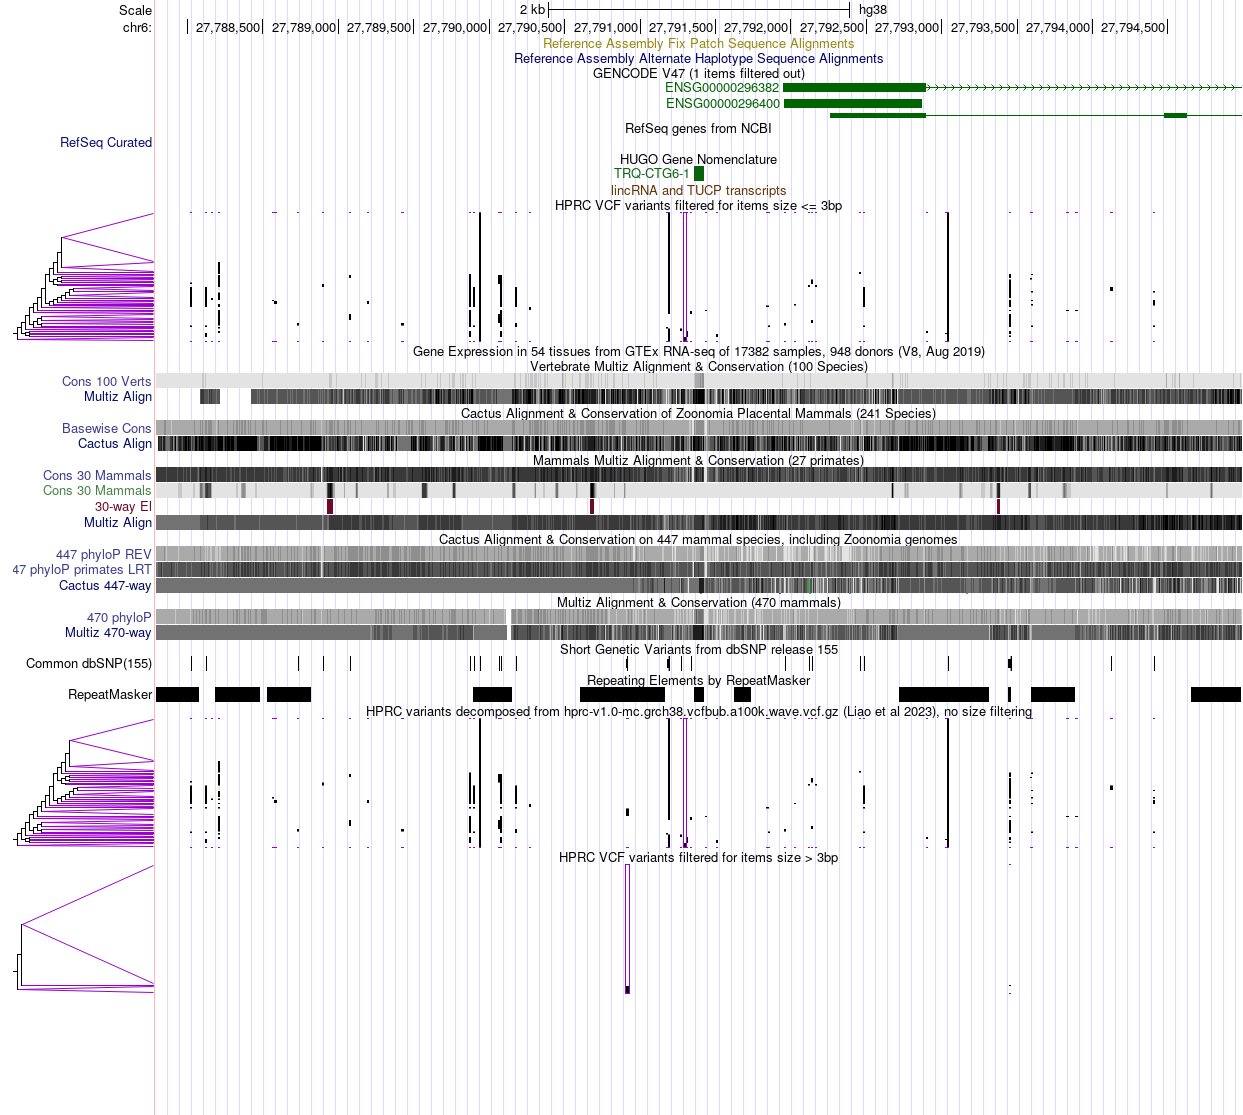 Scale 2 kb hg38
chr6: 27,788,500 27,789,000 27,789,500 27,790,000 27,790,500 27,791,000 27,791,500 27,792,000 27,792,500 27,793,000 27,793,500 27,794,000 27,794,500
Reference Assembly Fix Patch Sequence Alignments
Reference Assembly Alternate Haplotype Sequence Alignments
GENCODE V47 (1 items filtered out)
ENSG00000296382
ENSG00000296400
RefSeq genes from NCBI
RefSeq Curated
HUGO Gene Nomenclature
TRQ-CTG6-1
lincRNA and TUCP transcripts
HPRC VCF variants filtered for items size <= 3bp
Gene Expression in 54 tissues from GTEx RNA-seq of 17382 samples, 948 donors (V8, Aug 2019)
Vertebrate Multiz Alignment & Conservation (100 Species)
Cons 100 Verts
Multiz Align
Cactus Alignment & Conservation of Zoonomia Placental Mammals (241 Species)
Basewise Cons
Cactus Align
Mammals Multiz Alignment & Conservation (27 primates)
Cons 30 Mammals
Cons 30 Mammals
30-way El
Multiz Align
Cactus Alignment & Conservation on 447 mammal species, including Zoonomia genomes
447 phyloP REV
47 phyloP primates LRT
Cactus 447-way
Multiz Alignment & Conservation (470 mammals)
470 phyloP
Multiz 470-way
Short Genetic Variants from dbSNP release 155
Common dbSNP(155)
Repeating Elements by RepeatMasker
RepeatMasker
HPRC variants decomposed from hprc-v1.0-mc.grch38.vcfbub.a100k.wave.vcf.gz (Liao et al 2023), no size filtering
HPRC VCF variants filtered for items size > 3bp